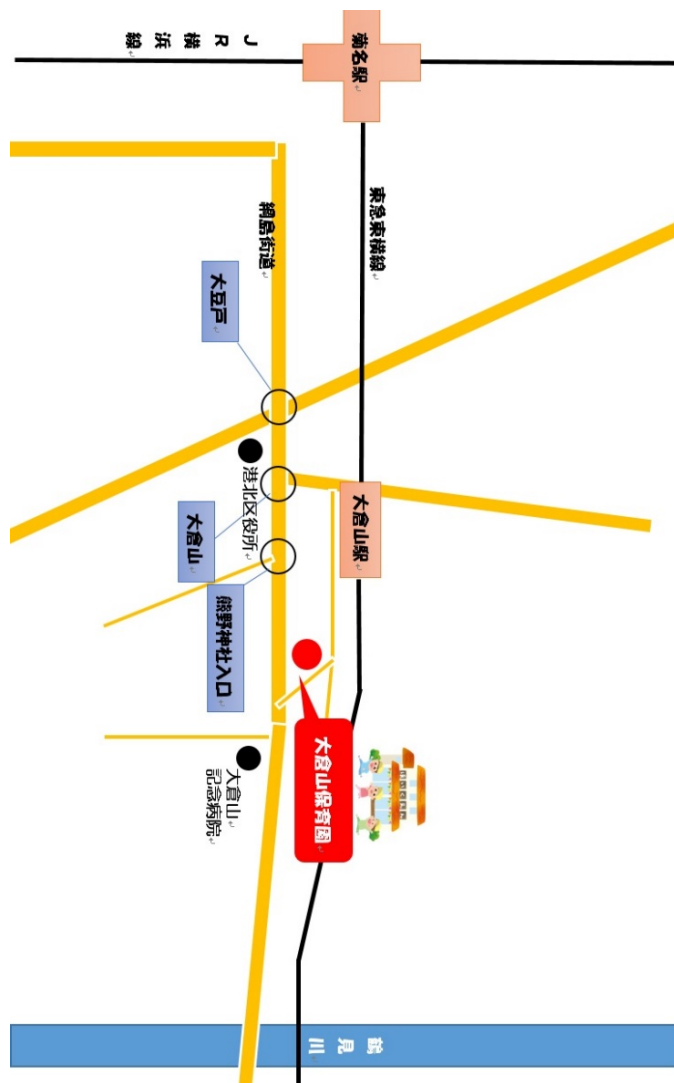 JR
横浜線
菊名駅
東急東横線
綱島街道
大豆戸
港北区役所
大倉山駅
大倉山
熊野神社入口
大倉山保育園
大倉山
記念病院
鶴見川